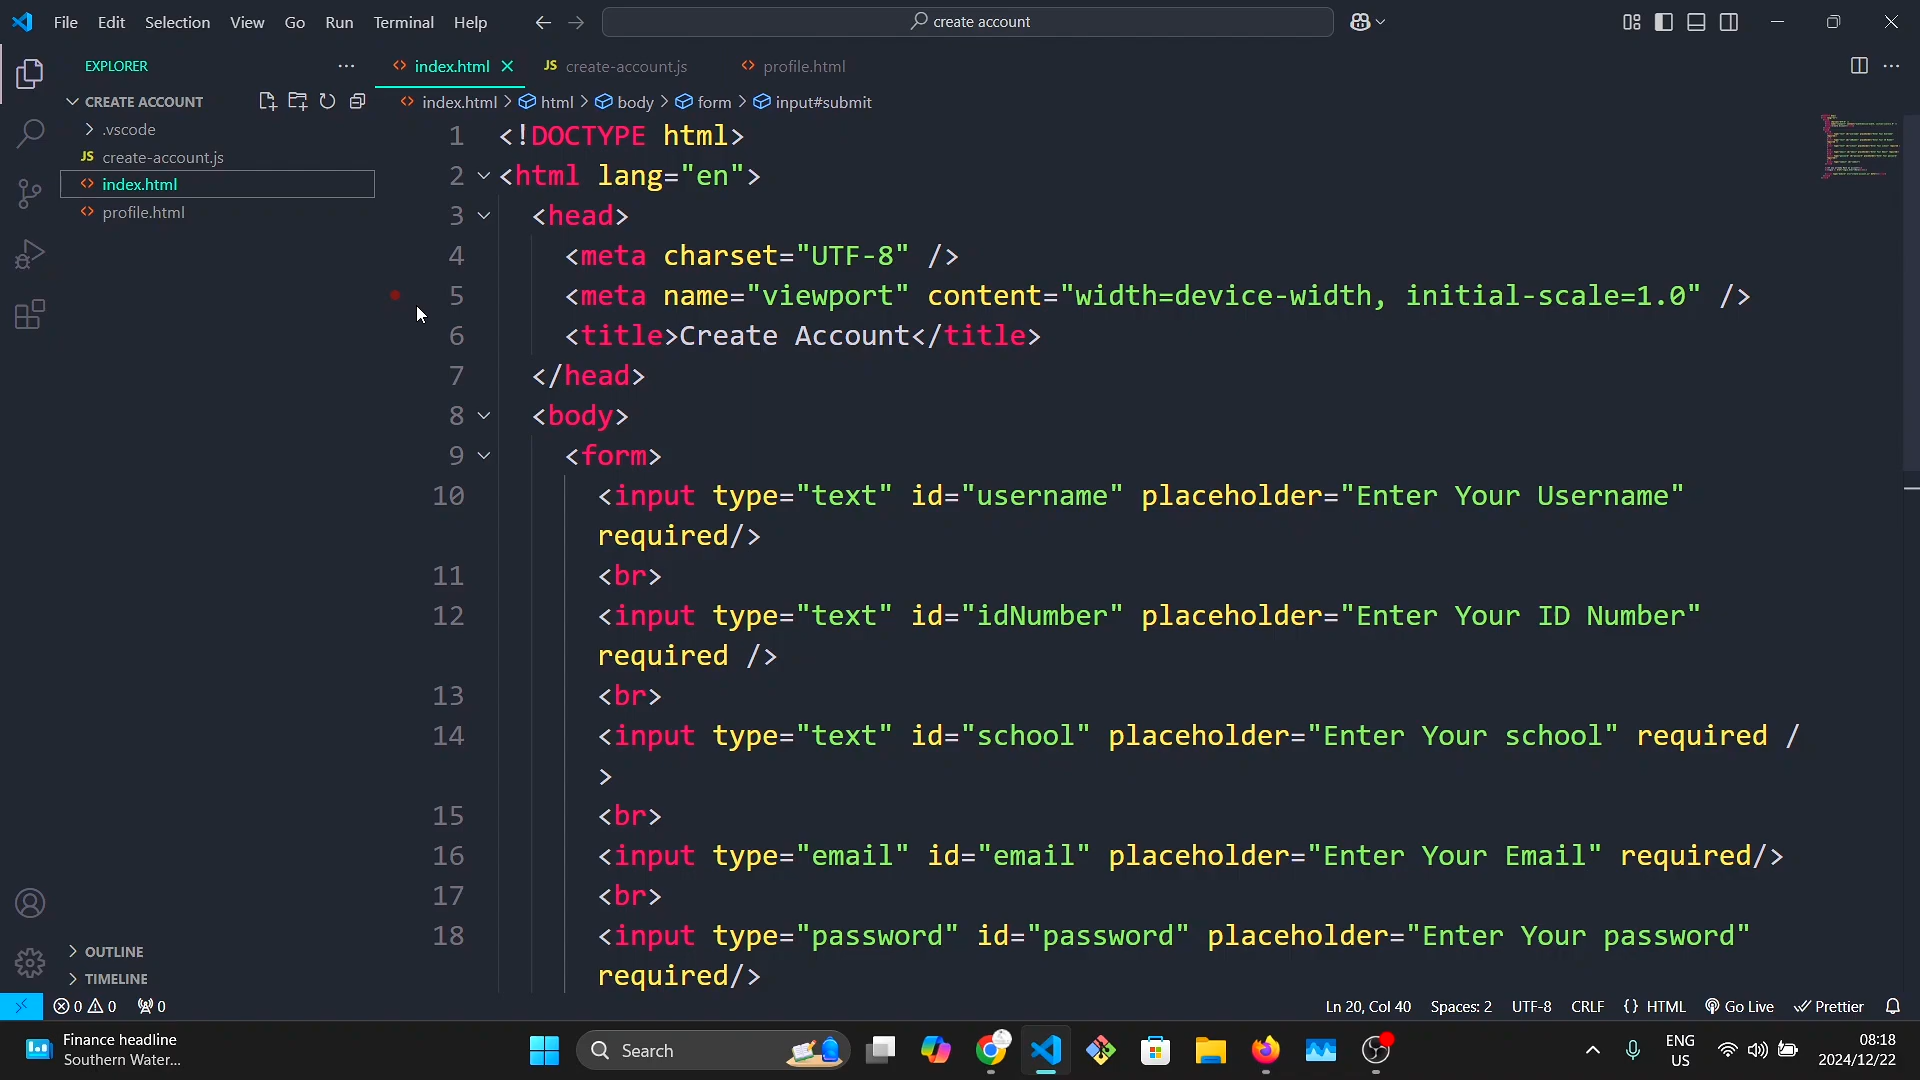 File Edit Selection View Go Run Terminal Help
create account
EXPLORER
index.html
JS create-account.js
profile.html
CREATE ACCOUNT
index.html > html > body > form > input#submit
.vscode
JS create-account.js
index.html
profile.html
1 <!DOCTYPE html>
2 <html lang="en">
3 <head>
4 <meta charset="UTF-8" />
5 <meta name="viewport" content="width=device-width, initial-scale=1.0" />
6 <title>Create Account</title>
7 </head>
8 <body>
9 <form>
10 <input type="text" id="username" placeholder="Enter Your Username"
required/>
11 <br>
12 <input type="text" id="idNumber" placeholder="Enter Your ID Number"
required />
13 <br>
14 <input type="text" id="school" placeholder="Enter Your school" required /
>
15 <br>
16 <input type="email" id="email" placeholder="Enter Your Email" required/>
17 <br>
18 <input type="password" id="password" placeholder="Enter Your password"
required/>
OUTLINE
TIMELINE
0 0 0
Ln 20, Col 40 Spaces: 2 UTF-8 CRLF {} HTML Go Live Prettier
Finance headline
Southern Water...
Search
ENG
US
08:18
2024/12/22